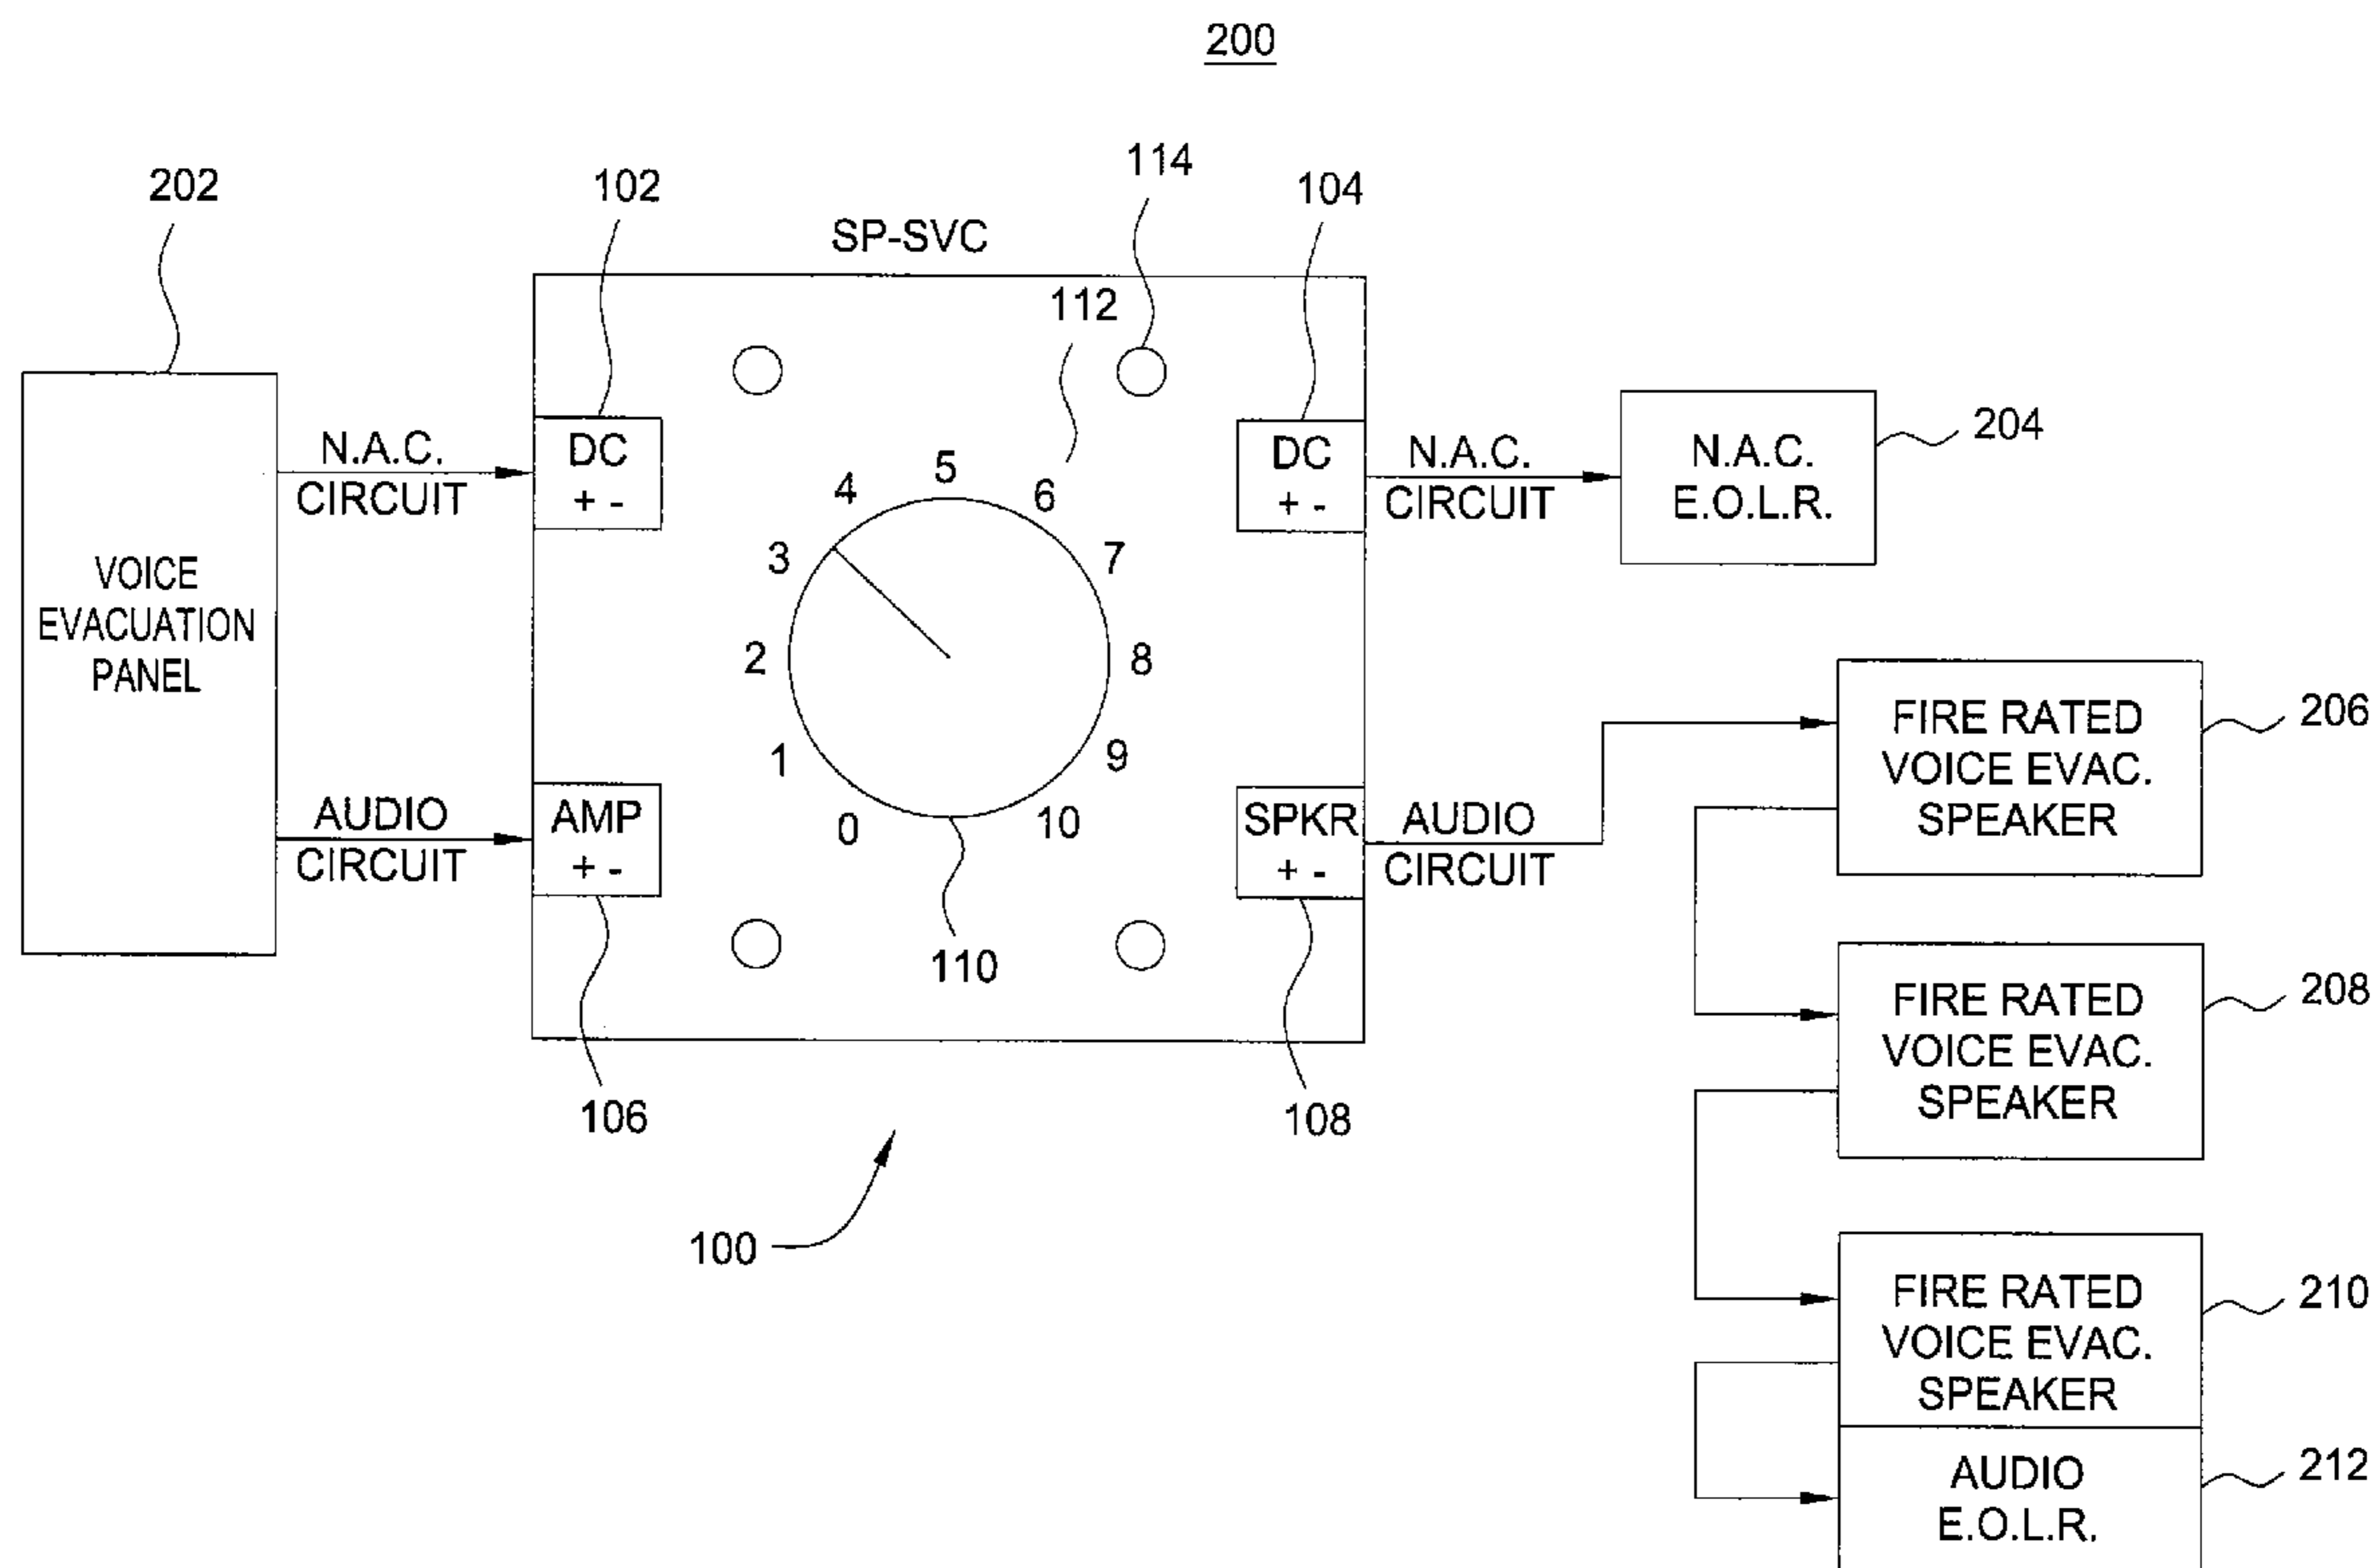 200
202
102
114
104
SP-SVC
112
VOICE
EVACUATION
PANEL
N.A.C.
CIRCUIT
DC
+ -
DC
+ -
N.A.C.
CIRCUIT
N.A.C.
E.O.L.R.
204
0
1
2
3
4
5
6
7
8
9
10
AUDIO
CIRCUIT
AMP
+ -
SPKR
+ -
AUDIO
CIRCUIT
110
106
108
100
FIRE RATED
VOICE EVAC.
SPEAKER
206
FIRE RATED
VOICE EVAC.
SPEAKER
208
FIRE RATED
VOICE EVAC.
SPEAKER
210
AUDIO
E.O.L.R.
212